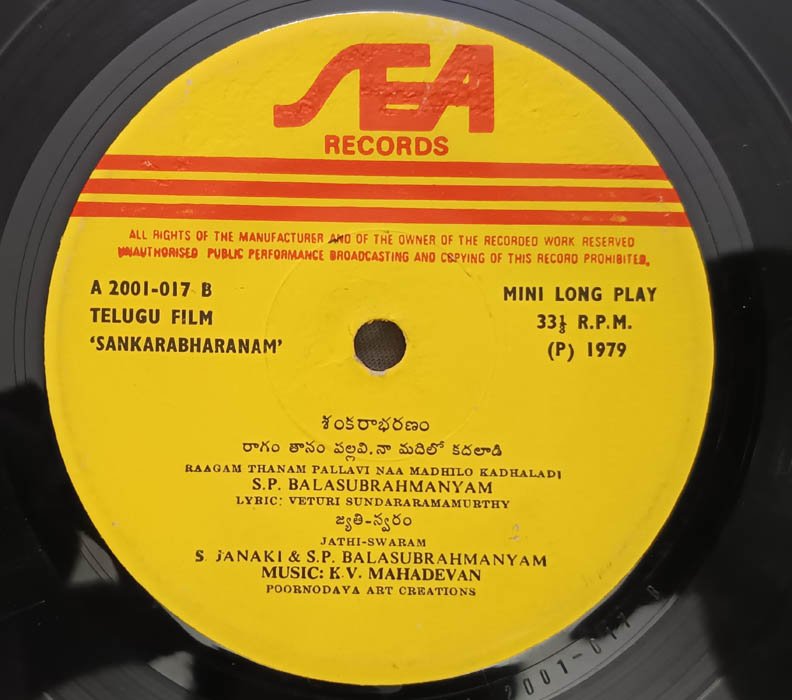 SEA
RECORDS
ALL RIGHTS OF THE MANUFACTURER AND OF THE OWNER OF THE RECORDED WORK RESERVED
UNAUTHORISED PUBLIC PERFORMANCE BROADCASTING AND COPYING OF THIS RECORD PROHIBITED.
A 2001-017 B
TELUGU FILM
‘SANKARABHARANAM’
MINI LONG PLAY
33⅓ R.P.M.
(P) 1979
శంకరాభరణం
రాగం తానం పల్లవి. నా మదిలో కదలాడి
RAAGAM THANAM PALLAVI NAA MADHILO KADHALADI
S.P. BALASUBRAHMANYAM
LYRIC: VETURI SUNDARARAMAMURTHY
జ్యతి-స్వరం
JATHI-SWARAM
S. JANAKI & S.P. BALASUBRAHMANYAM
MUSIC: K.V. MAHADEVAN
POORNODAYA ART CREATIONS
2001-017 B